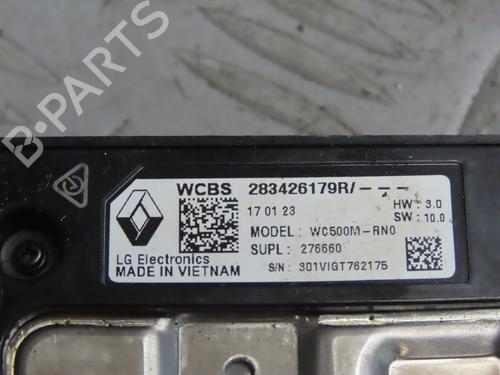 WCBS 283426179R/---
17 01 23
HW : 3.0
SW : 10.0
MODEL : WC500M-RN0
SUPL : 276660
LG Electronics
MADE IN VIETNAM
S/N : 301VIGT762175
B PARTS